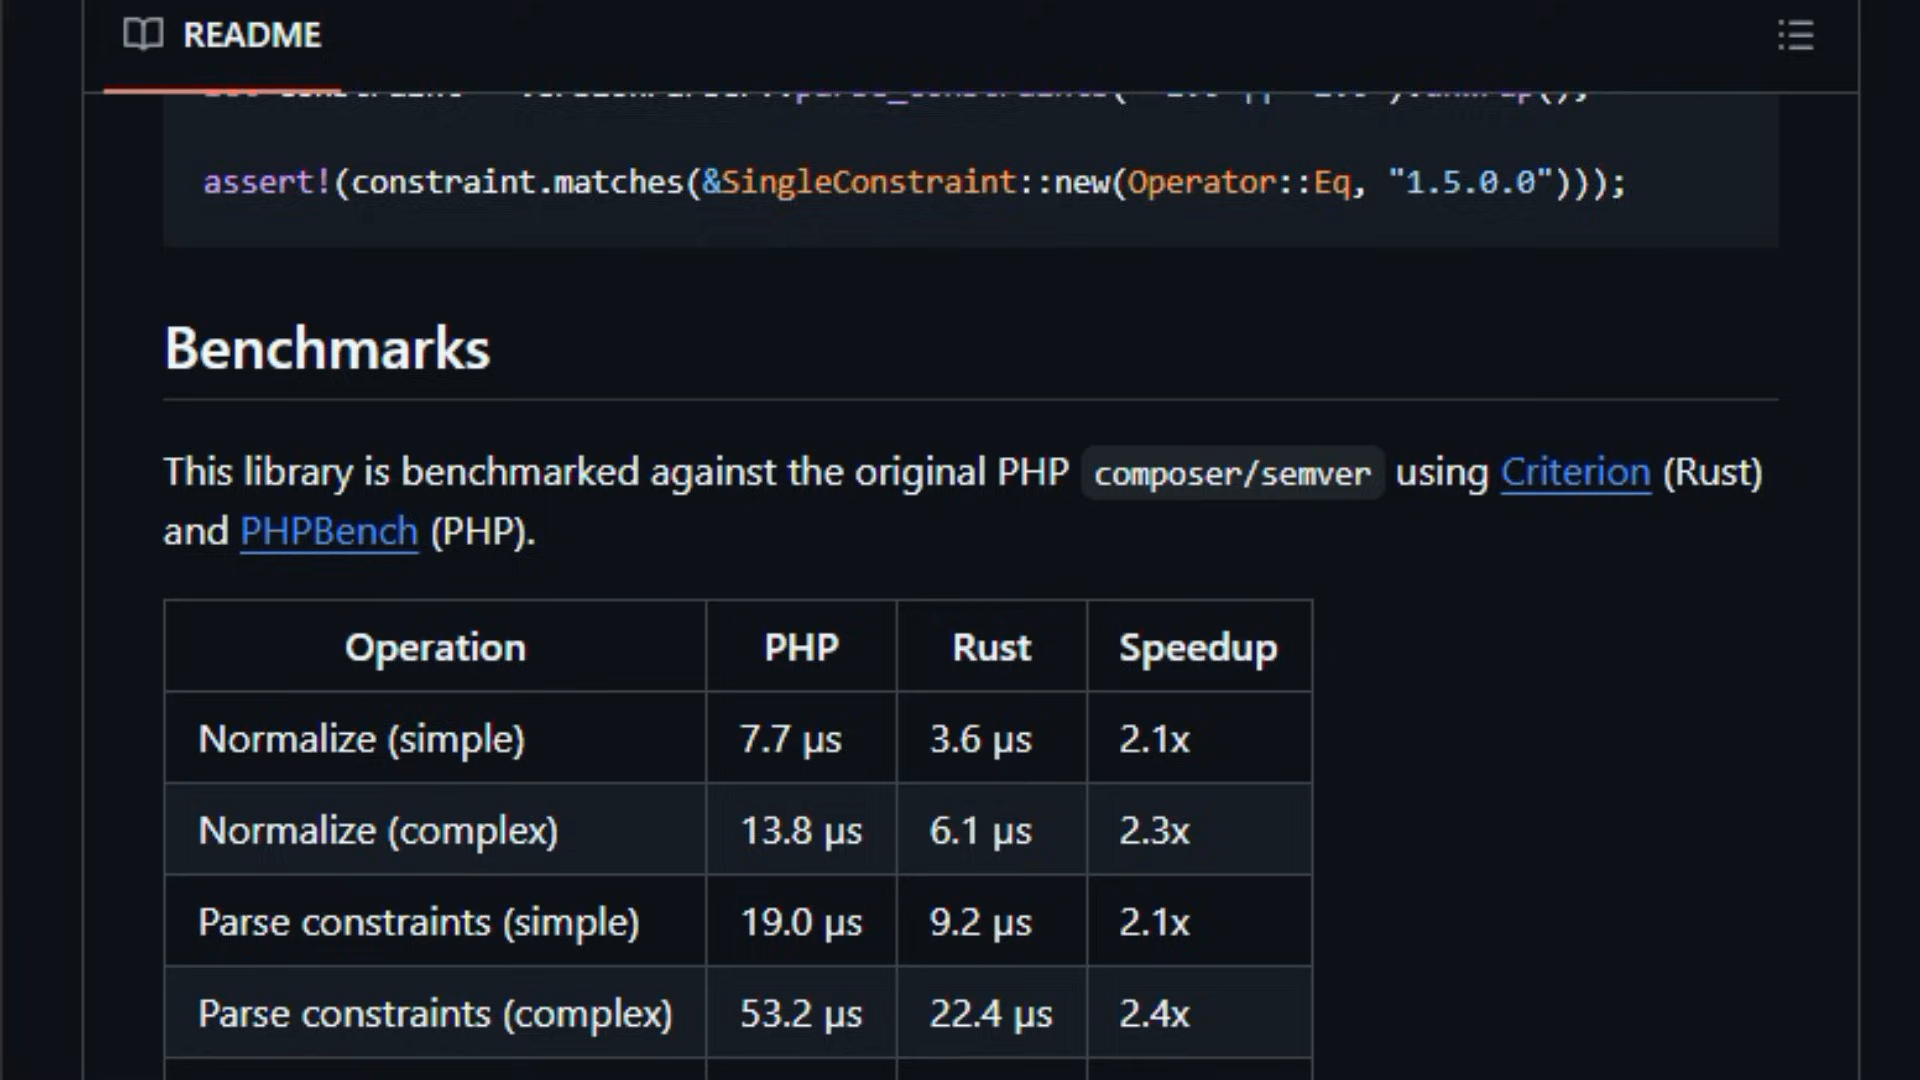 README
assert!(constraint.matches(&SingleConstraint::new(Operator::Eq, "1.5.0.0")));
Benchmarks
This library is benchmarked against the original PHP composer/semver using Criterion (Rust)
and PHPBench (PHP).
Operation PHP Rust Speedup
Normalize (simple) 7.7 µs 3.6 µs 2.1x
Normalize (complex) 13.8 µs 6.1 µs 2.3x
Parse constraints (simple) 19.0 µs 9.2 µs 2.1x
Parse constraints (complex) 53.2 µs 22.4 µs 2.4x